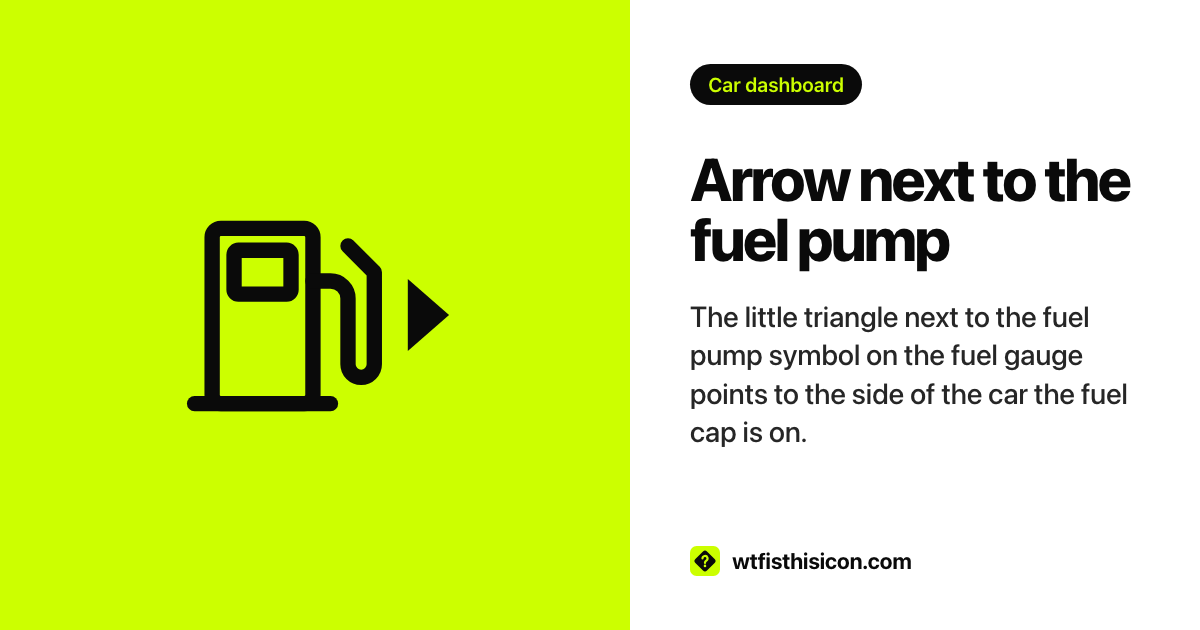 Car dashboard
Arrow next to the
fuel pump
The little triangle next to the fuel
pump symbol on the fuel gauge
points to the side of the car the fuel
cap is on.
?
wtfisthisicon.com